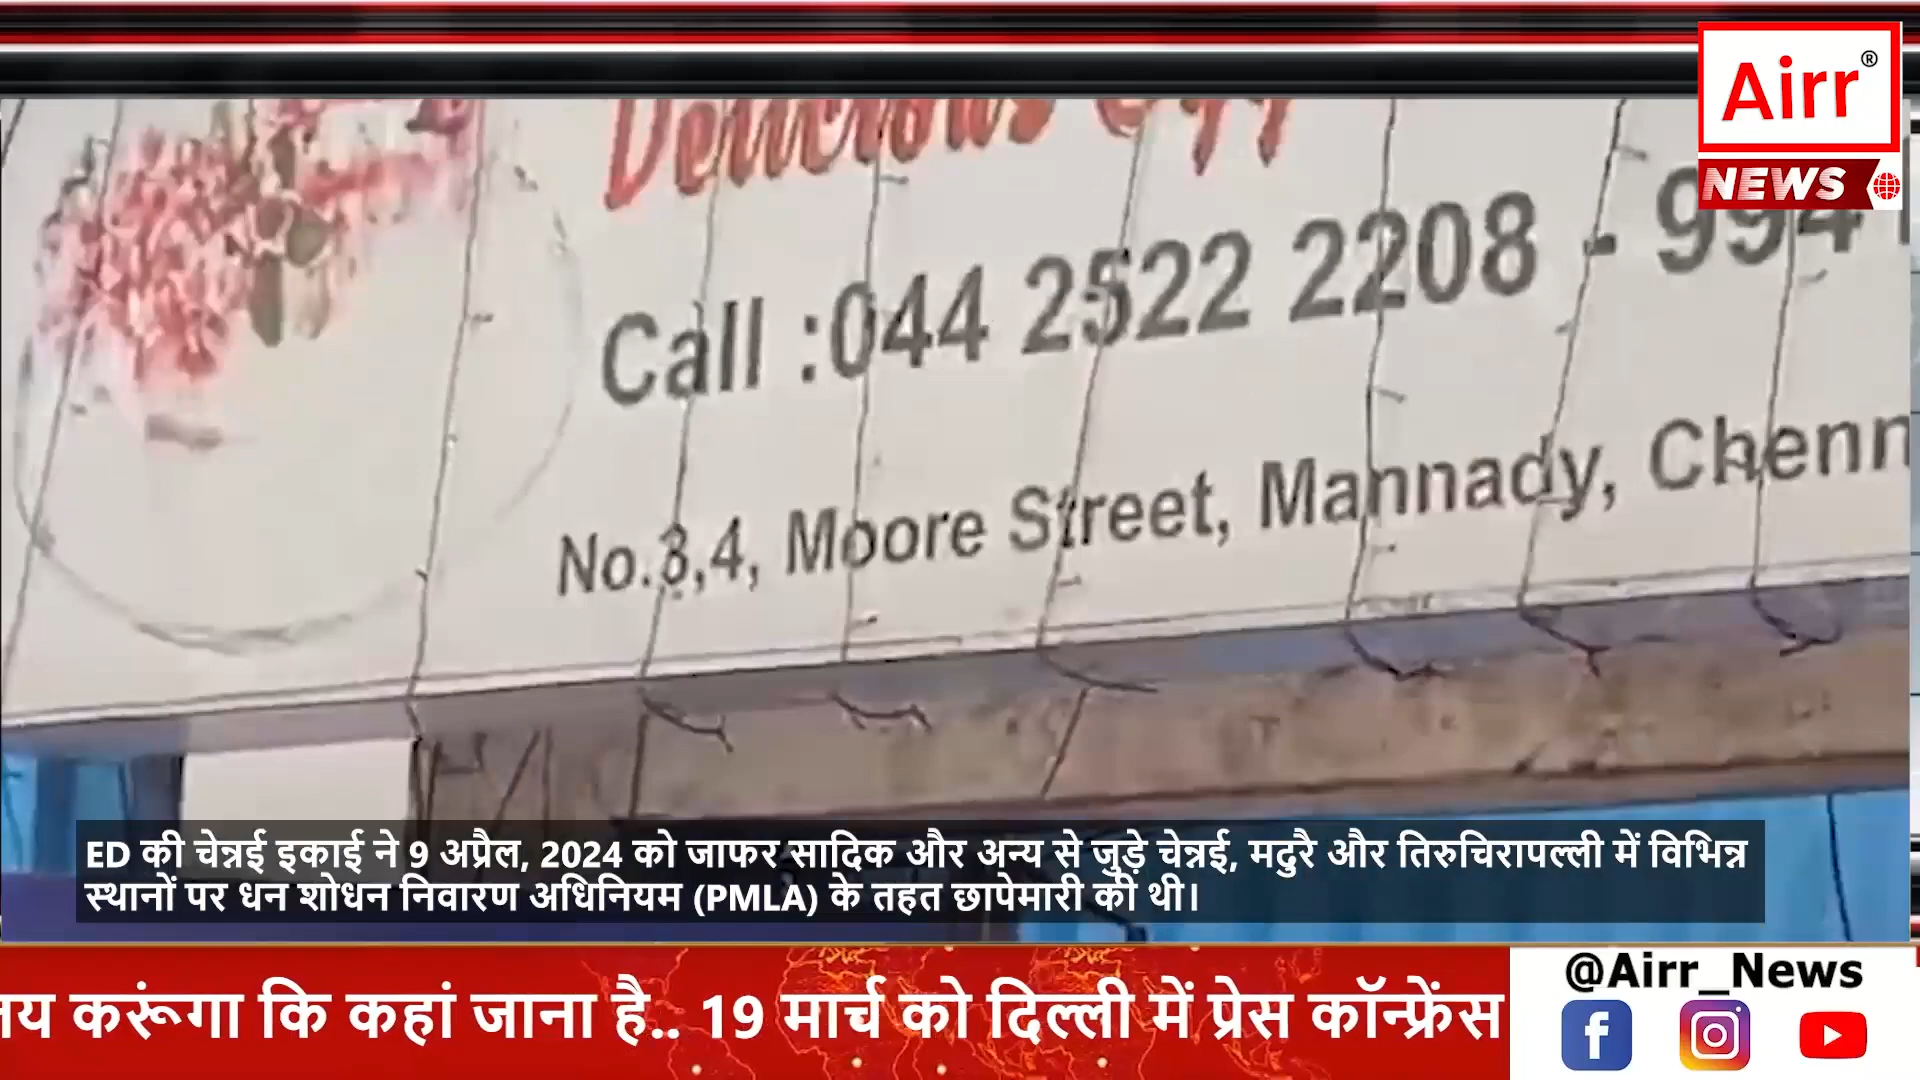 Airr®
NEWS
Delicious
Call :044 2522 2208 - 994
No.3,4, Moore Street, Mannady, Chenn
ED की चेन्नई इकाई ने 9 अप्रैल, 2024 को जाफर सादिक और अन्य से जुड़े चेन्नई, मदुरै और तिरुचिरापल्ली में विभिन्न
स्थानों पर धन शोधन निवारण अधिनियम (PMLA) के तहत छापेमारी की थी।
करूंगा कि कहां जाना है.. 19 मार्च को दिल्ली में प्रेस कॉन्फ्रेंस
@Airr_News